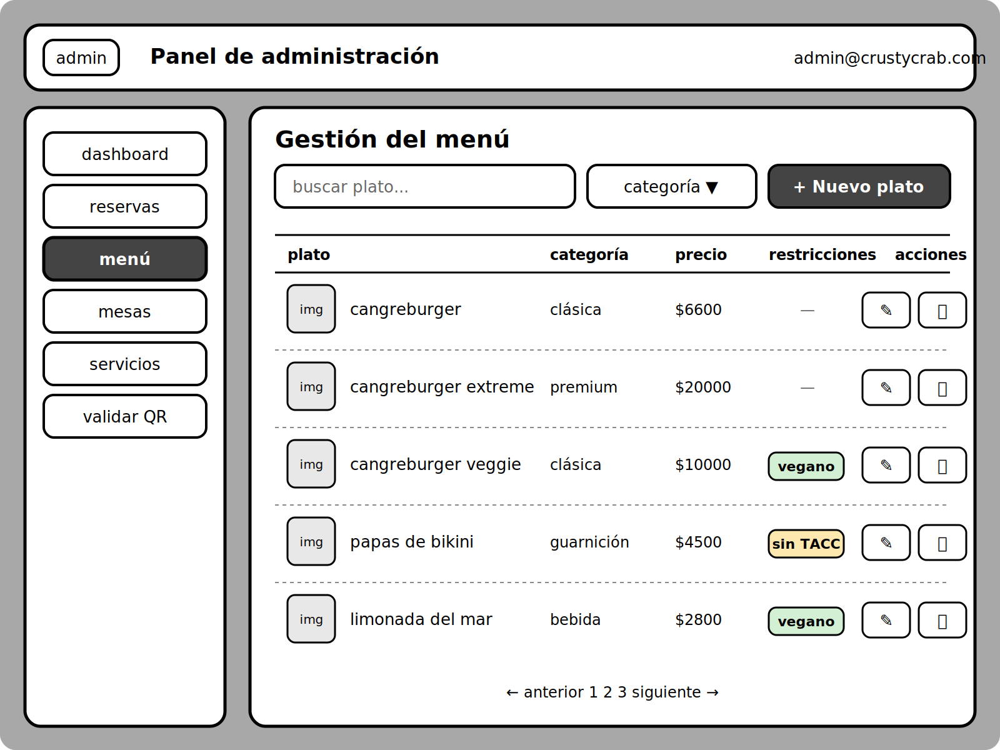 admin
Panel de administración
admin@crustycrab.com
dashboard
reservas
menú
mesas
servicios
validar QR
Gestión del menú
buscar plato...
categoría ▼
+ Nuevo plato
plato categoría precio restricciones acciones
img cangreburger clásica $6600 — ✎
img cangreburger extreme premium $20000 — ✎
img cangreburger veggie clásica $10000 vegano ✎
img papas de bikini guarnición $4500 sin TACC ✎
img limonada del mar bebida $2800 vegano ✎
← anterior 1 2 3 siguiente →